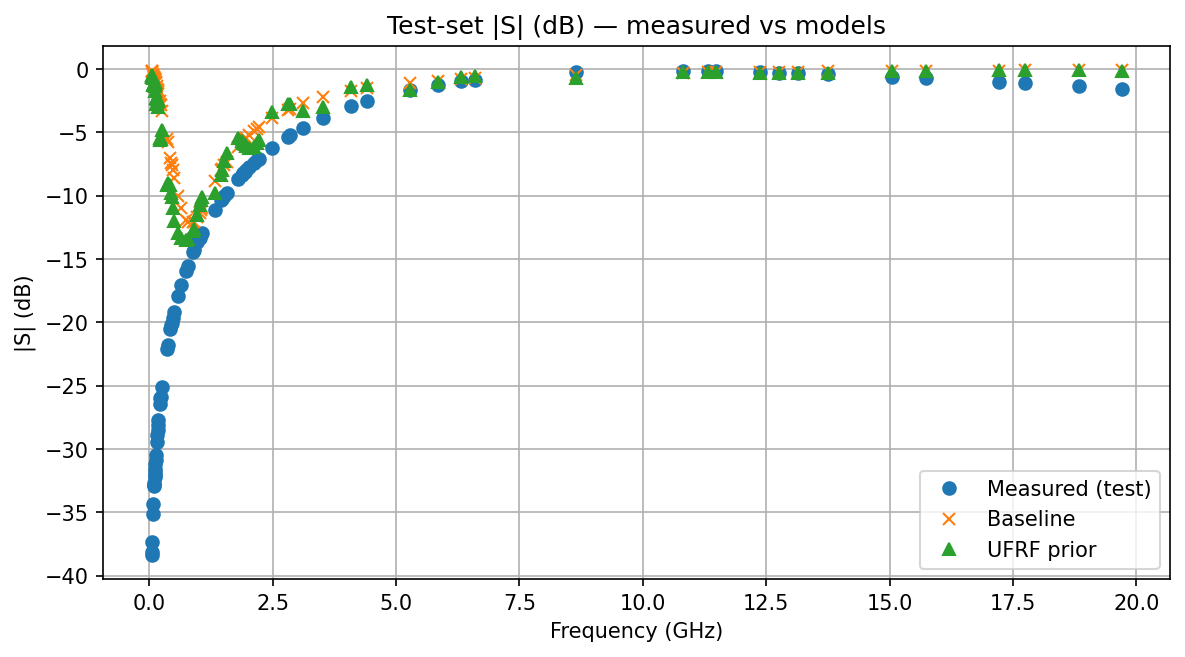 Test-set |S| (dB) — measured vs models
|S| (dB)
0
−5
−10
−15
−20
−25
−30
−35
−40
Measured (test)
Baseline
UFRF prior
0.0 2.5 5.0 7.5 10.0 12.5 15.0 17.5 20.0
Frequency (GHz)